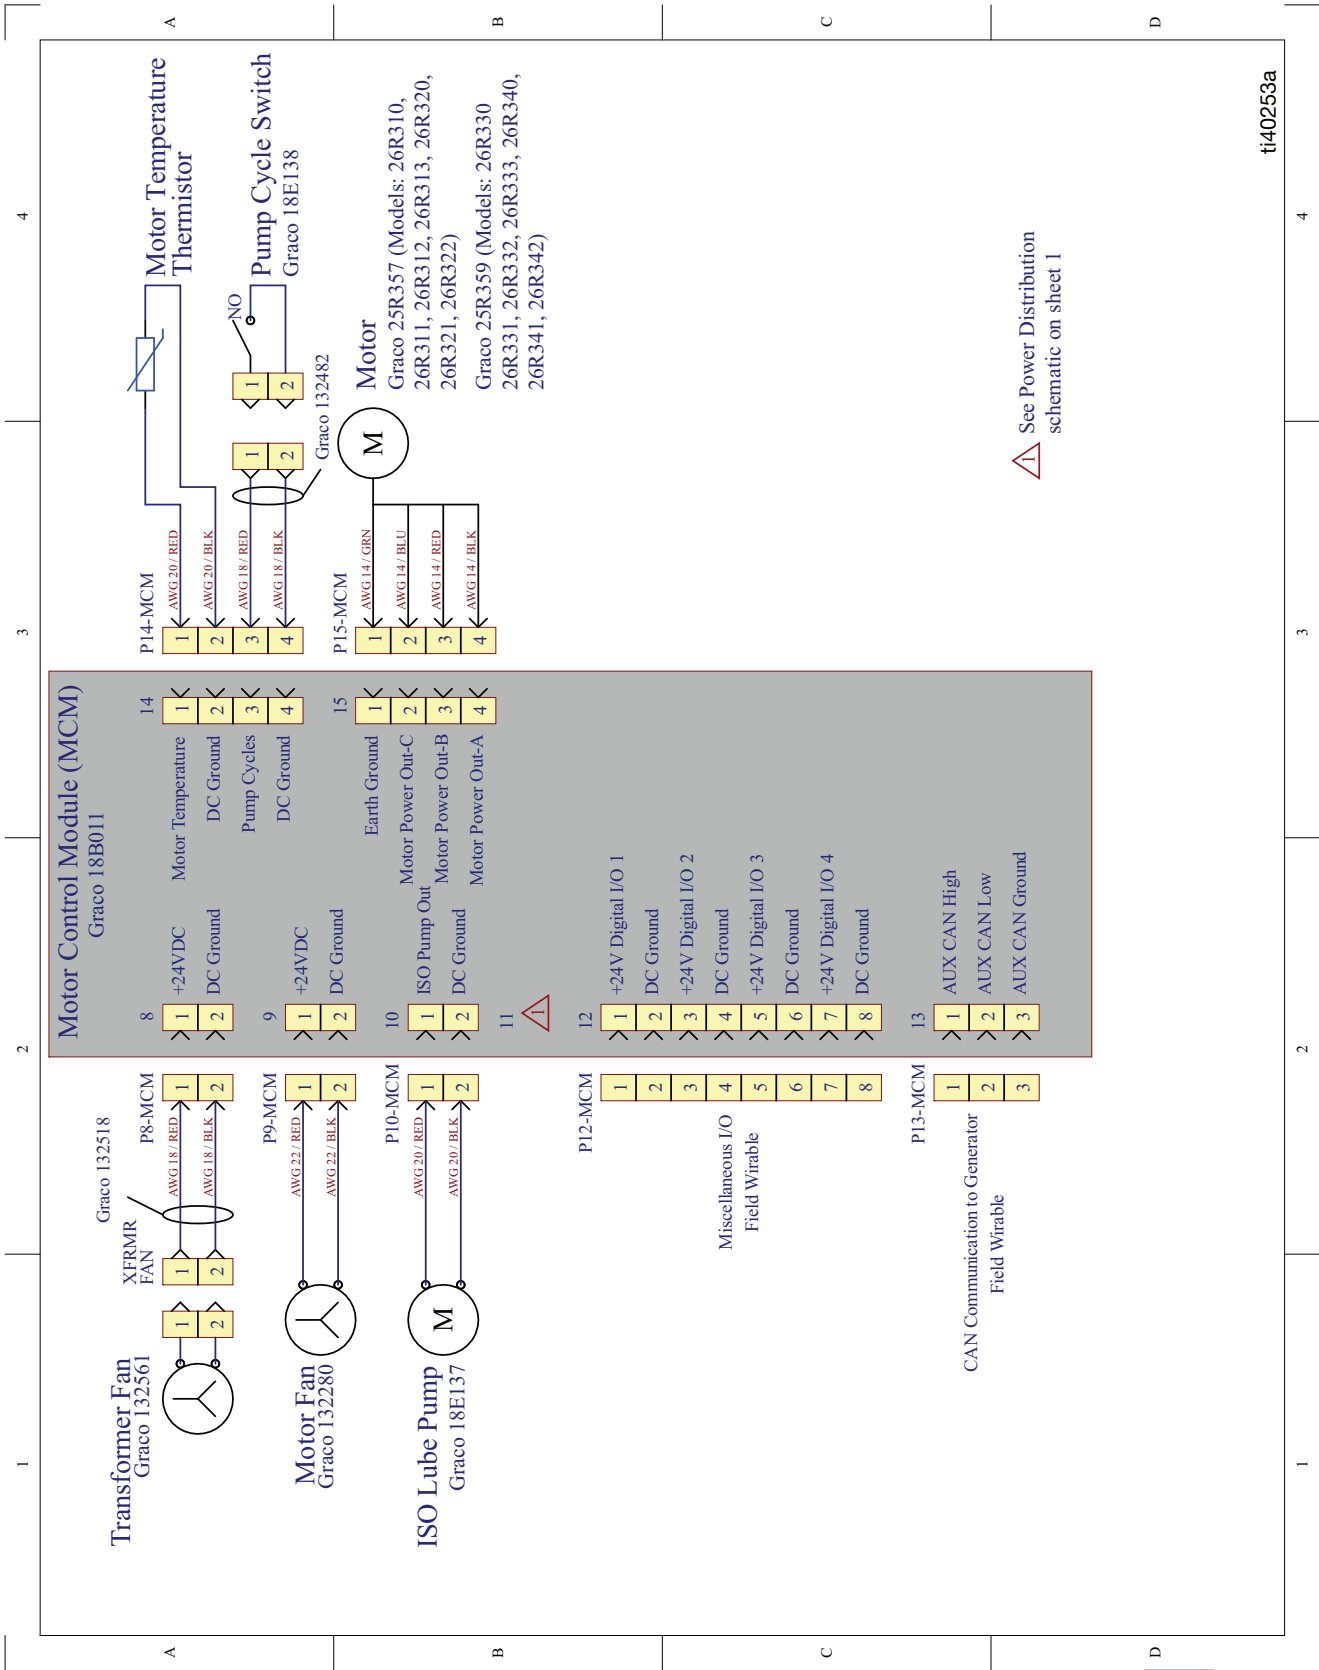 1
2
3
4
A
B
C
D
Transformer Fan
Graco 132561
1
2
XFRMR
FAN
1
2
Graco 132518
AWG 18 / RED
AWG 18 / BLK
P8-MCM
1
2
Motor Fan
Graco 132280
AWG 22 / RED
AWG 22 / BLK
P9-MCM
1
2
ISO Lube Pump
Graco 18E137
M
AWG 20 / RED
AWG 20 / BLK
P10-MCM
1
2
P12-MCM
1
2
3
4
5
6
7
8
Miscellaneous I/O
Field Wirable
P13-MCM
1
2
3
CAN Communication to Generator
Field Wirable
Motor Control Module (MCM)
Graco 18B011
8
1
2
+24VDC
DC Ground
9
1
2
+24VDC
DC Ground
10
1
2
ISO Pump Out
DC Ground
11
1
12
1
2
3
4
5
6
7
8
+24V Digital I/O 1
DC Ground
+24V Digital I/O 2
DC Ground
+24V Digital I/O 3
DC Ground
+24V Digital I/O 4
DC Ground
13
1
2
3
AUX CAN High
AUX CAN Low
AUX CAN Ground
14
Motor Temperature
DC Ground
Pump Cycles
DC Ground
1
2
3
4
15
Earth Ground
Motor Power Out-C
Motor Power Out-B
Motor Power Out-A
1
2
3
4
P14-MCM
1
2
3
4
AWG 20 / RED
AWG 20 / BLK
AWG 18 / RED
AWG 18 / BLK
Motor Temperature
Thermistor
1
2
1
2
Graco 132482
NO
Pump Cycle Switch
Graco 18E138
P15-MCM
1
2
3
4
AWG 14 / GRN
AWG 14 / BLU
AWG 14 / RED
AWG 14 / BLK
M
Motor
Graco 25R357 (Models: 26R310,
26R311, 26R312, 26R313, 26R320,
26R321, 26R322)
Graco 25R359 (Models: 26R330
26R331, 26R332, 26R333, 26R340,
26R341, 26R342)
1
See Power Distribution
schematic on sheet 1
ti40253a
A
B
C
D
1
2
3
4